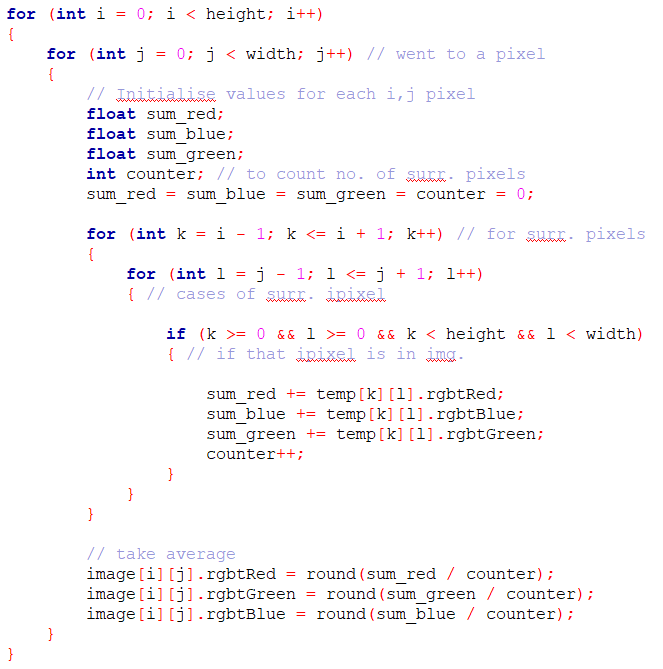 for (int i = 0; i < height; i++)
{
    for (int j = 0; j < width; j++) // went to a pixel
    {
        // Initialise values for each i,j pixel
        float sum_red;
        float sum_blue;
        float sum_green;
        int counter; // to count no. of surr. pixels
        sum_red = sum_blue = sum_green = counter = 0;

        for (int k = i - 1; k <= i + 1; k++) // for surr. pixels
        {
            for (int l = j - 1; l <= j + 1; l++)
            { // cases of surr. ipixel

                if (k >= 0 && l >= 0 && k < height && l < width)
                { // if that ipixel is in img.

                    sum_red += temp[k][l].rgbtRed;
                    sum_blue += temp[k][l].rgbtBlue;
                    sum_green += temp[k][l].rgbtGreen;
                    counter++;
                }
            }
        }

        // take average
        image[i][j].rgbtRed = round(sum_red / counter);
        image[i][j].rgbtGreen = round(sum_green / counter);
        image[i][j].rgbtBlue = round(sum_blue / counter);
    }
}